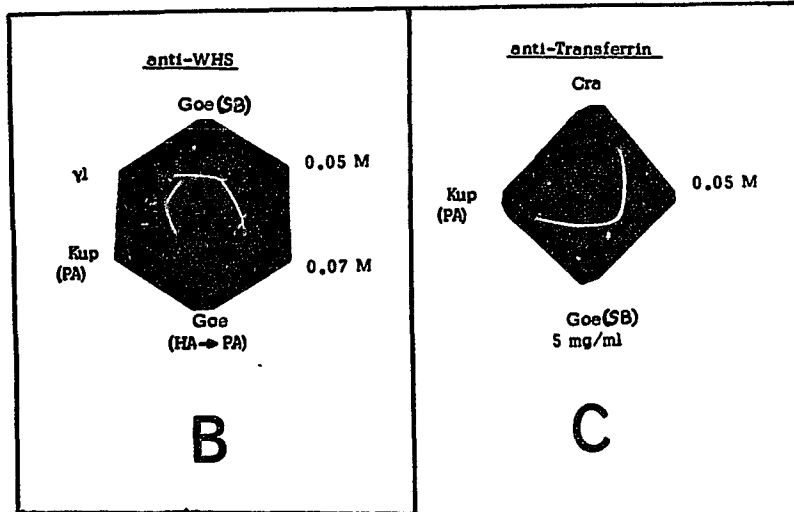 anti-WHS
Goe (SB)
γ1
0.05 M
Kup
(PA)
0.07 M
Goe
(HA→PA)
B
anti-Transferrin
Cra
Kup
(PA)
0.05 M
Goe (SB)
5 mg/ml
C